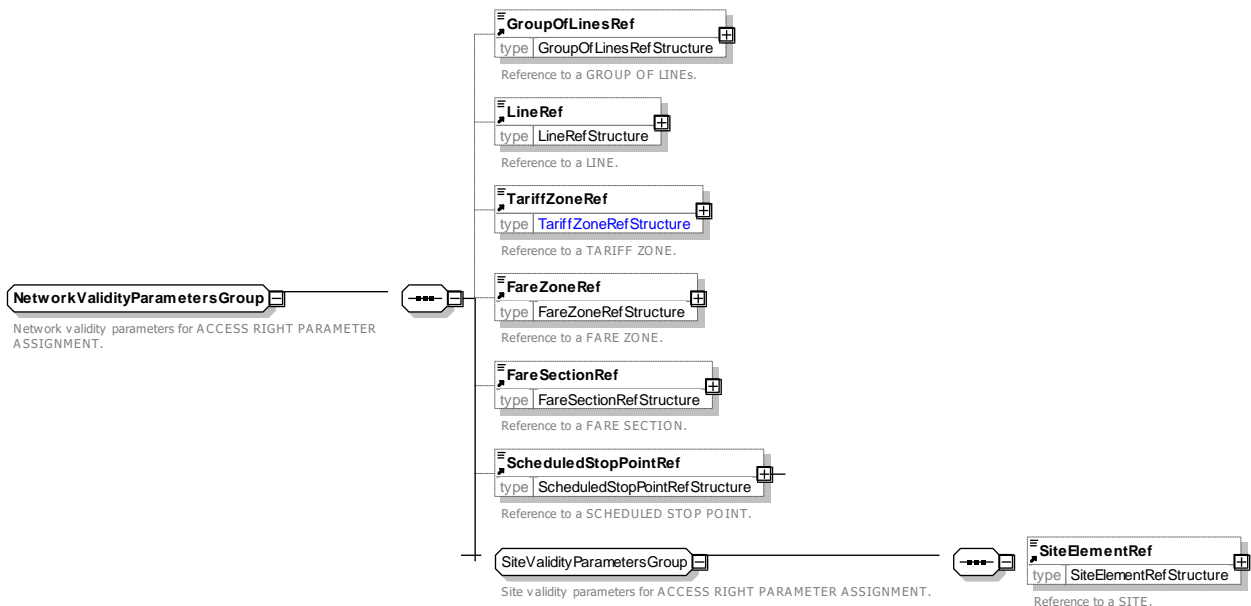 GroupOfLinesRef
type GroupOfLinesRefStructure
Reference to a GROUP OF LINEs.
LineRef
type LineRefStructure
Reference to a LINE.
TariffZoneRef
type TariffZoneRefStructure
Reference to a TARIFF ZONE.
NetworkValidityParametersGroup
Network validity parameters for ACCESS RIGHT PARAMETER
ASSIGNMENT.
FareZoneRef
type FareZoneRefStructure
Reference to a FARE ZONE.
FareSectionRef
type FareSectionRefStructure
Reference to a FARE SECTION.
ScheduledStopPointRef
type ScheduledStopPointRefStructure
Reference to a SCHEDULED STOP POINT.
SiteValidityParametersGroup
Site validity parameters for ACCESS RIGHT PARAMETER ASSIGNMENT.
SiteElementRef
type SiteElementRefStructure
Reference to a SITE.